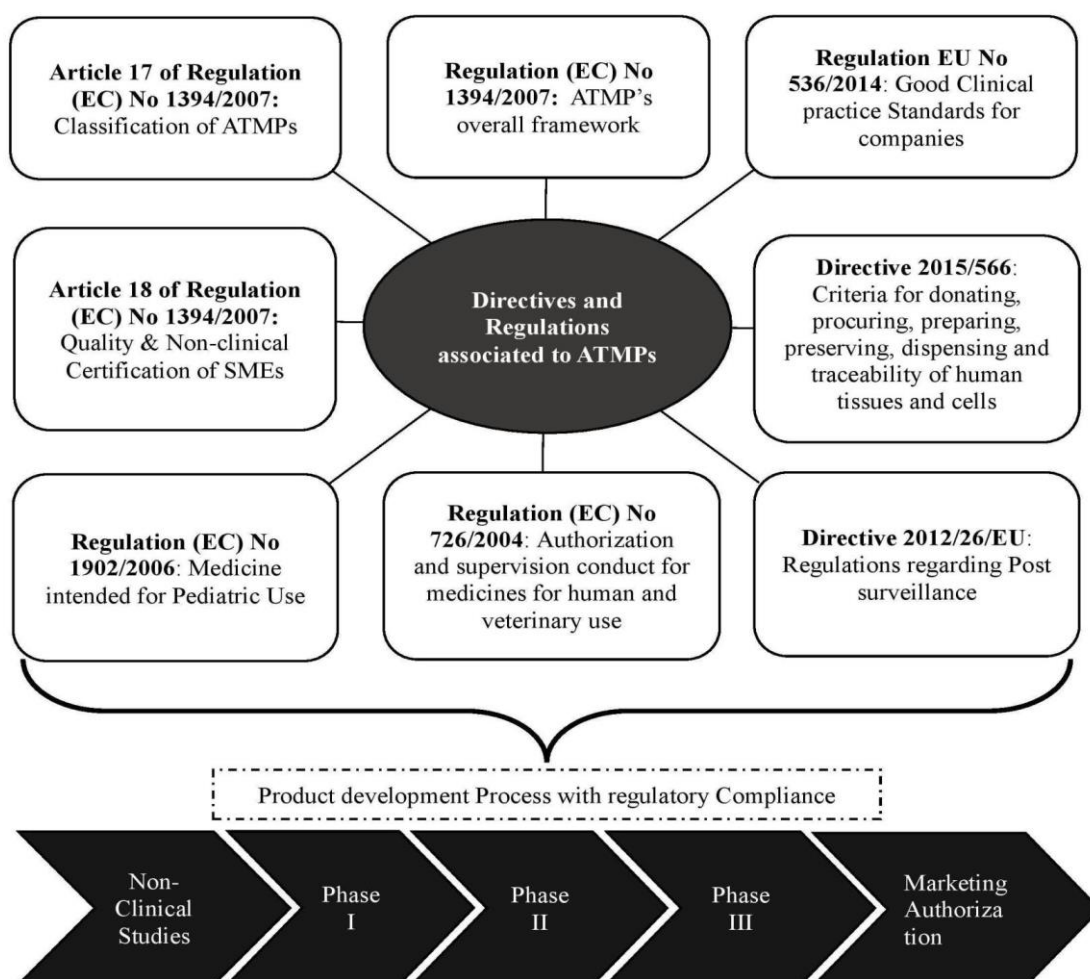 Article 17 of Regulation
(EC) No 1394/2007:
Classification of ATMPs
Regulation (EC) No
1394/2007: ATMP’s
overall framework
Regulation EU No
536/2014: Good Clinical
practice Standards for
companies
Article 18 of Regulation
(EC) No 1394/2007:
Quality & Non-clinical
Certification of SMEs
Directives and
Regulations
associated to ATMPs
Directive 2015/566:
Criteria for donating,
procuring, preparing,
preserving, dispensing and
traceability of human
tissues and cells
Regulation (EC) No
1902/2006: Medicine
intended for Pediatric Use
Regulation (EC) No
726/2004: Authorization
and supervision conduct for
medicines for human and
veterinary use
Directive 2012/26/EU:
Regulations regarding Post
surveillance
Product development Process with regulatory Compliance
Non-
Clinical
Studies
Phase
I
Phase
II
Phase
III
Marketing
Authoriza
tion